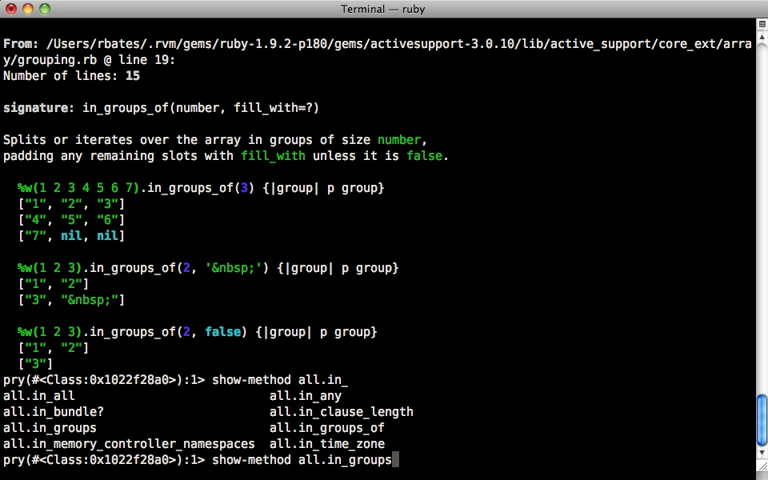 Terminal — ruby
From: /Users/rbates/.rvm/gems/ruby-1.9.2-p180/gems/activesupport-3.0.10/lib/active_support/core_ext/arra
y/grouping.rb @ line 19:
Number of lines: 15
signature: in_groups_of(number, fill_with=?)
Splits or iterates over the array in groups of size number,
padding any remaining slots with fill_with unless it is false.
%w(1 2 3 4 5 6 7).in_groups_of(3) {|group| p group}
["1", "2", "3"]
["4", "5", "6"]
["7", nil, nil]
%w(1 2 3).in_groups_of(2, '&nbsp;') {|group| p group}
["1", "2"]
["3", "&nbsp;"]
%w(1 2 3).in_groups_of(2, false) {|group| p group}
["1", "2"]
["3"]
pry(#<Class:0x1022f28a0>):1> show-method all.in_
all.in_all all.in_any
all.in_bundle? all.in_clause_length
all.in_groups all.in_groups_of
all.in_memory_controller_namespaces all.in_time_zone
pry(#<Class:0x1022f28a0>):1> show-method all.in_groups